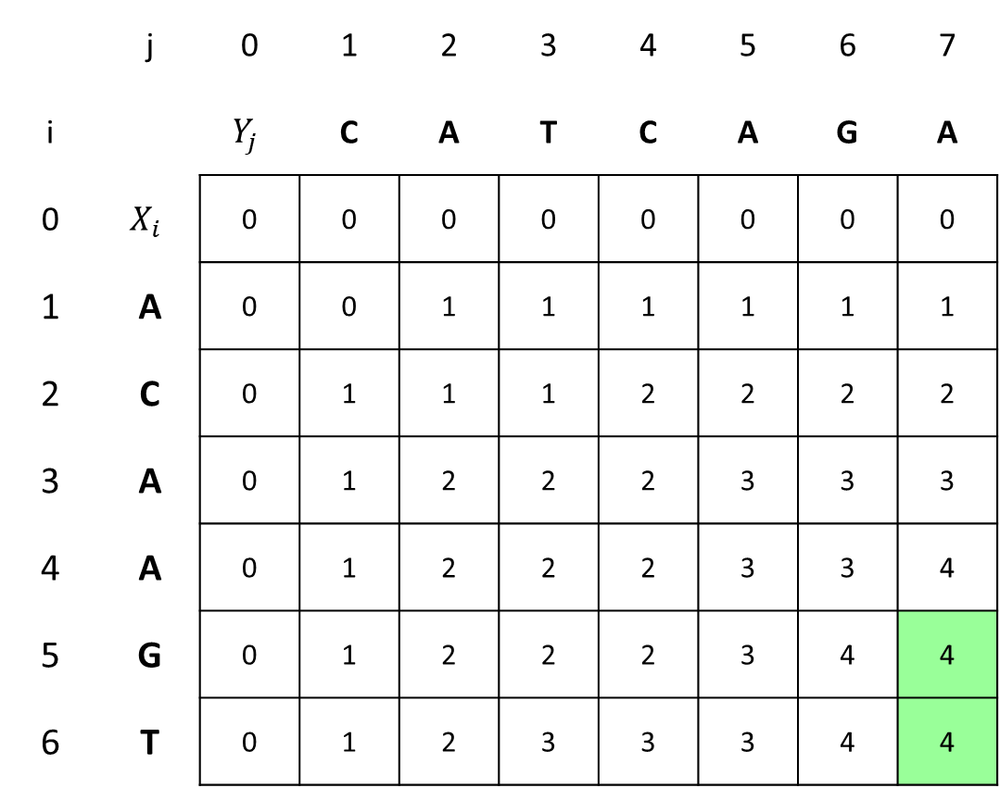 j 0 1 2 3 4 5 6 7
i Yj C A T C A G A
0 Xi 0 0 0 0 0 0 0 0
1 A 0 0 1 1 1 1 1 1
2 C 0 1 1 1 2 2 2 2
3 A 0 1 2 2 2 3 3 3
4 A 0 1 2 2 2 3 3 4
5 G 0 1 2 2 2 3 4 4
6 T 0 1 2 3 3 3 4 4